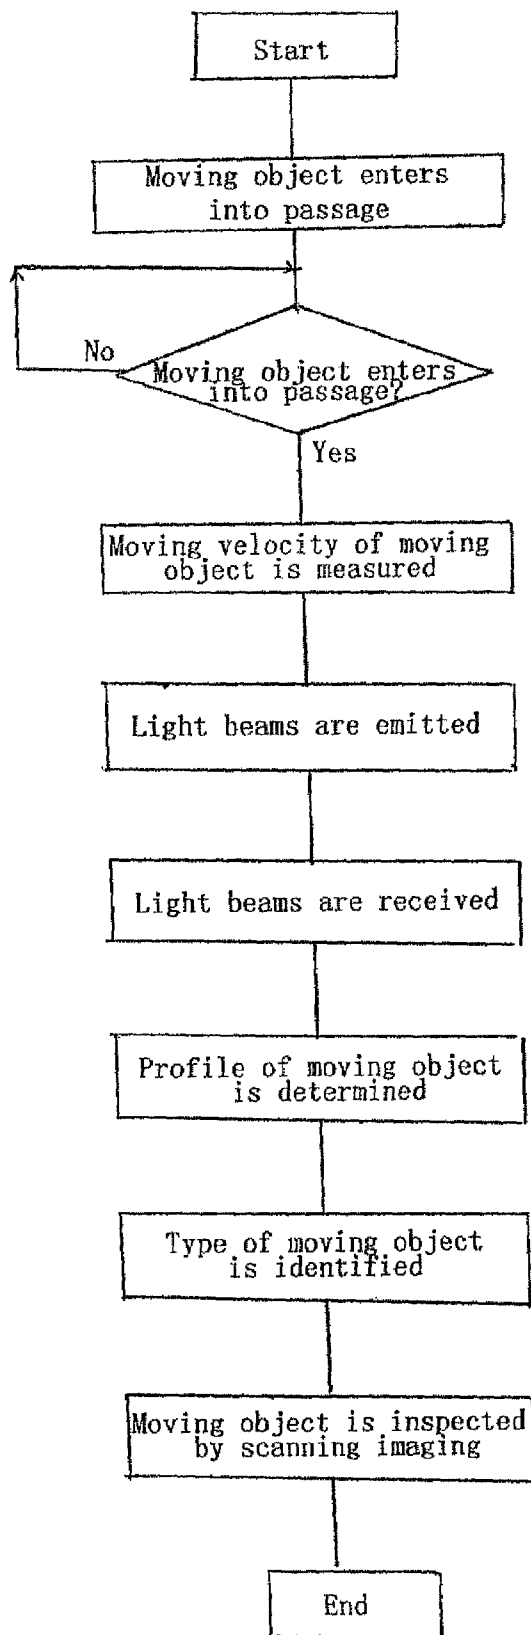 Start
Moving object enters
into passage
No
Moving object enters
into passage?
Yes
Moving velocity of moving
object is measured
Light beams are emitted
Light beams are received
Profile of moving object
is determined
Type of moving object
is identified
Moving object is inspected
by scanning imaging
End